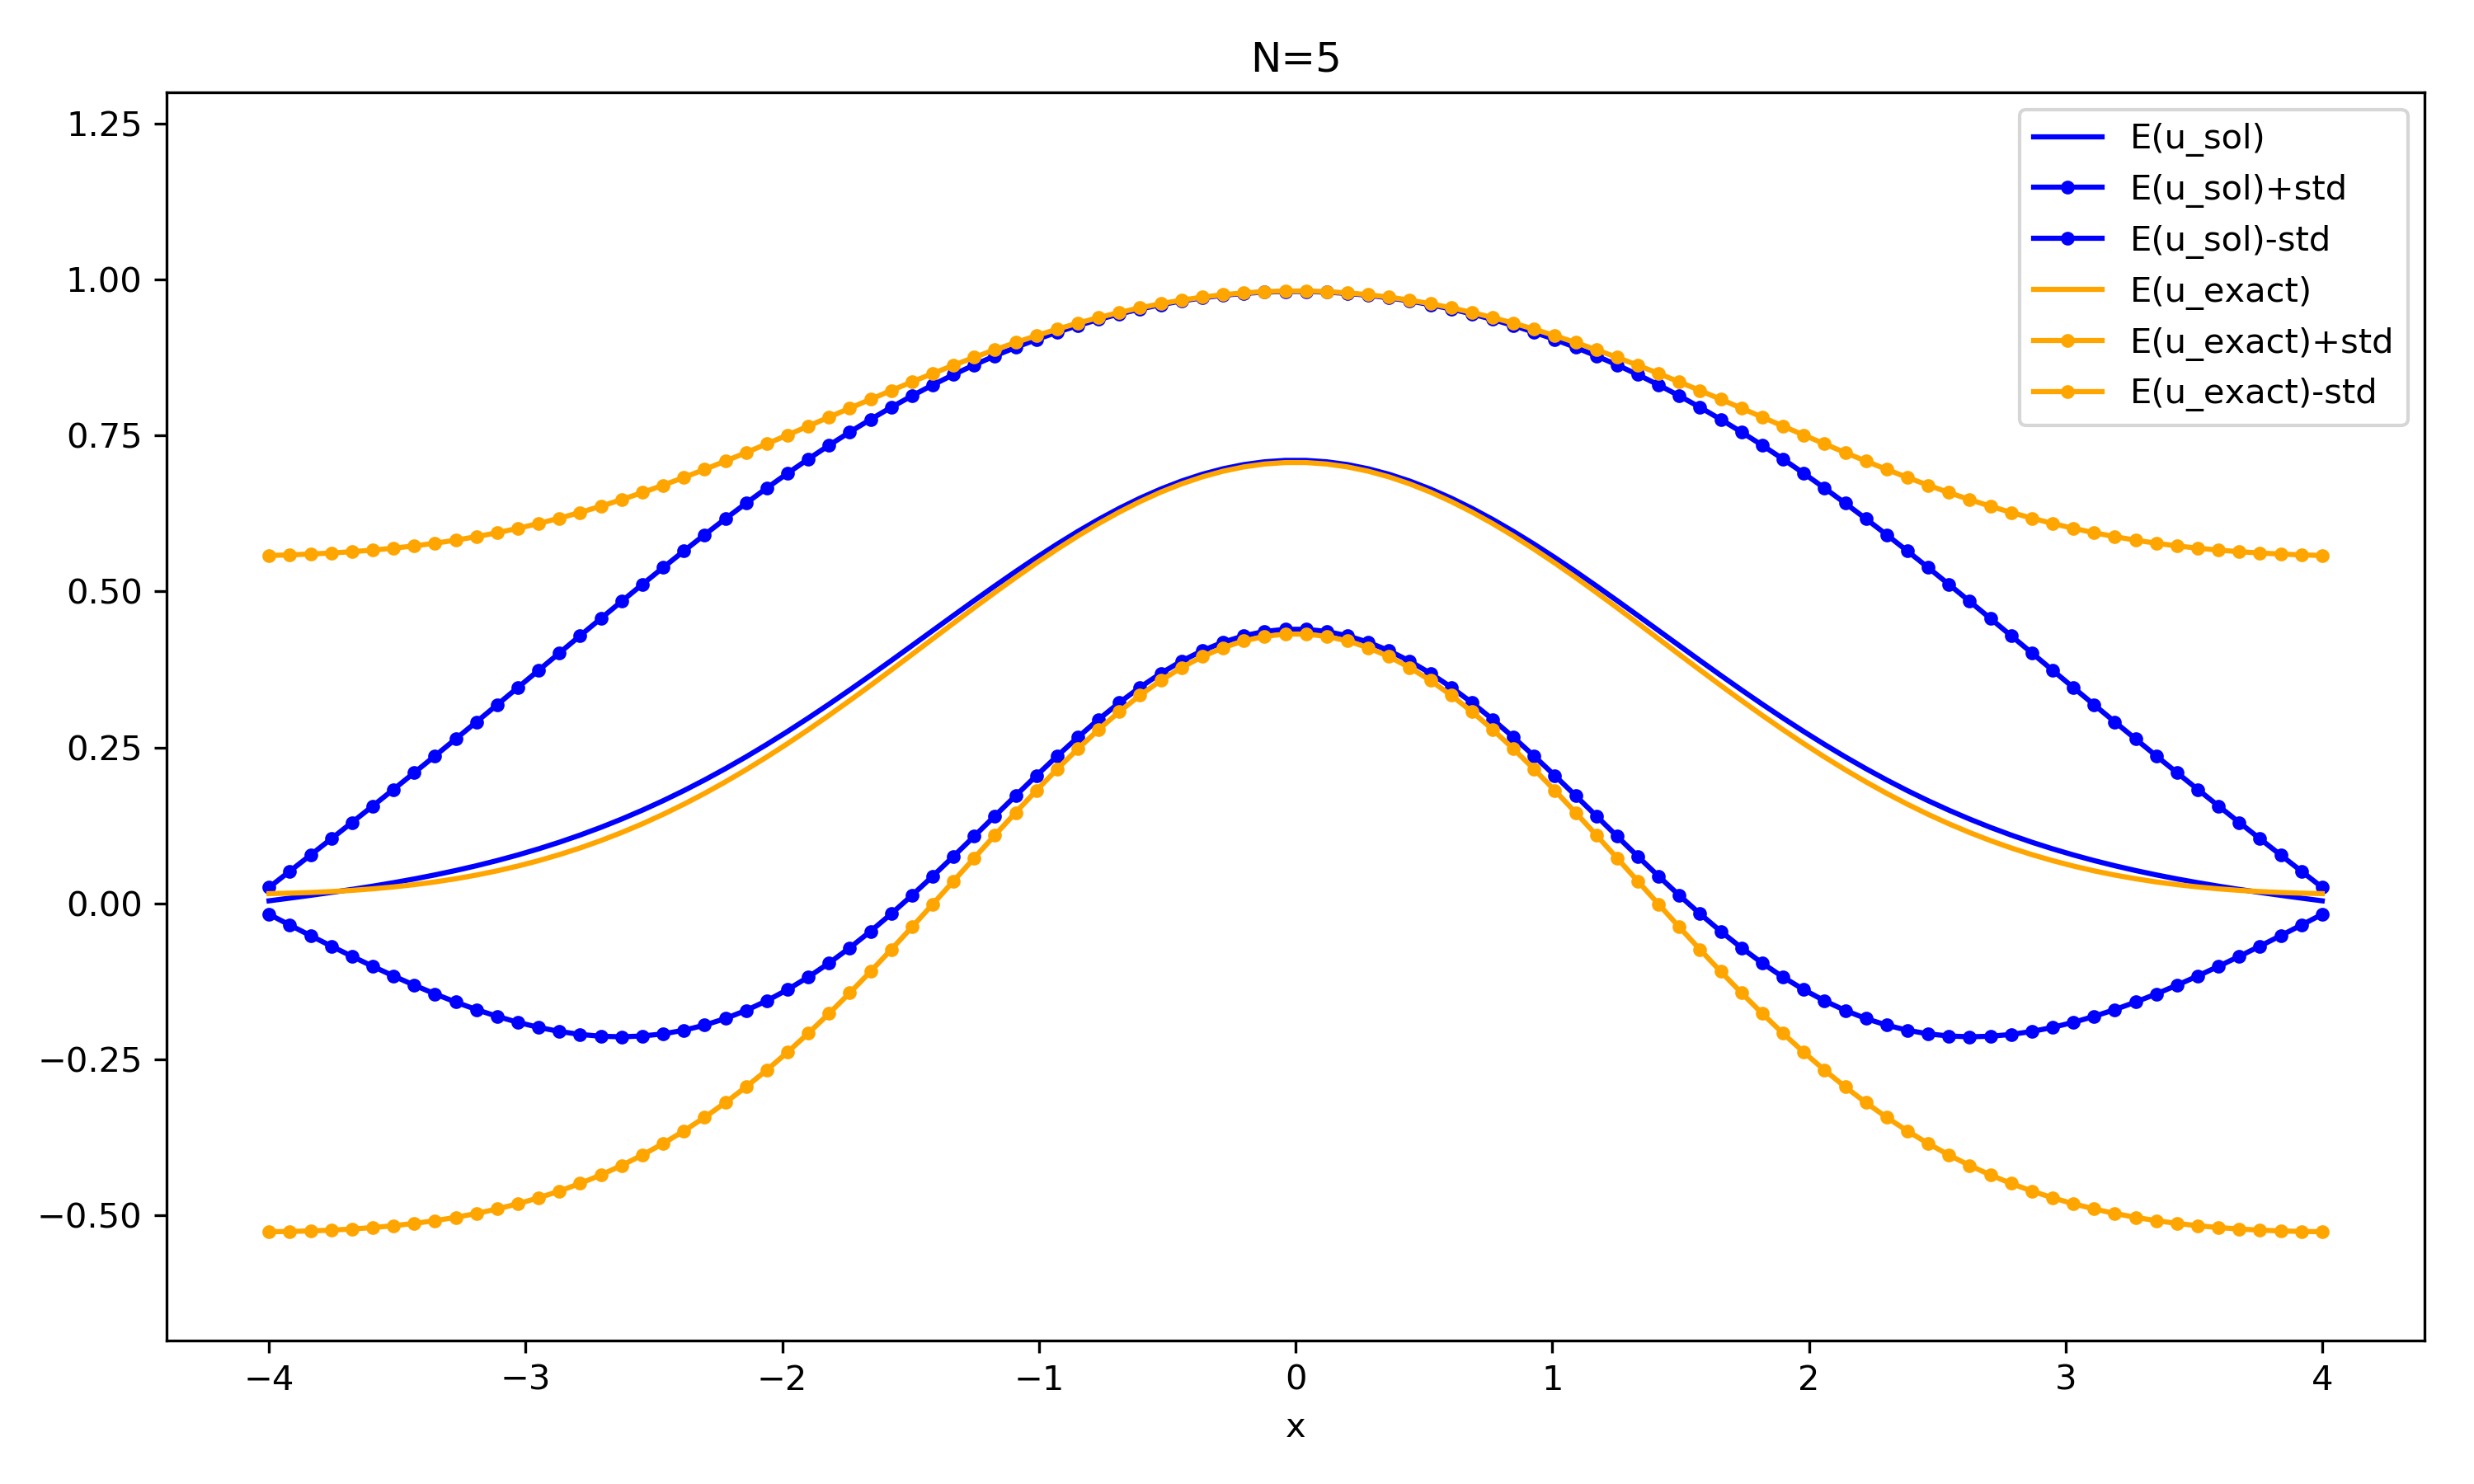 N=5
1.25
1.00
0.75
0.50
0.25
0.00
−0.25
−0.50
E(u_sol)
E(u_sol)+std
E(u_sol)-std
E(u_exact)
E(u_exact)+std
E(u_exact)-std
−4 −3 −2 −1 0 1 2 3 4
x